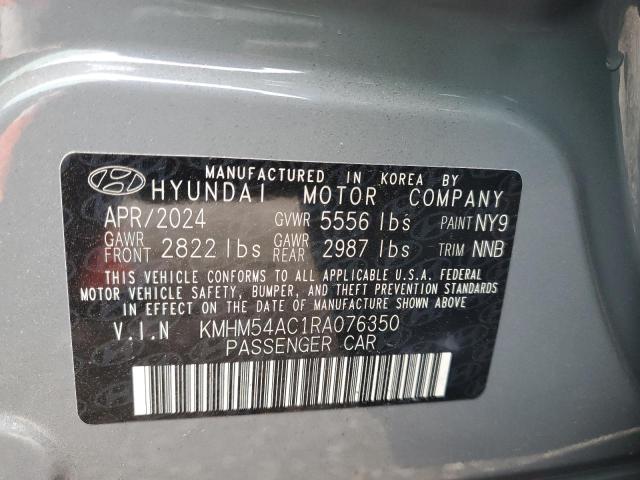 MANUFACTURED IN KOREA BY
HYUNDAI MOTOR COMPANY
APR/2024 GVWR 5556 lbs PAINT NY9
GAWR FRONT 2822 lbs GAWR REAR 2987 lbs TRIM NNB
THIS VEHICLE CONFORMS TO ALL APPLICABLE U.S.A. FEDERAL
MOTOR VEHICLE SAFETY, BUMPER, AND THEFT PREVENTION STANDARDS
IN EFFECT ON THE DATE OF MANUFACTURE SHOWN ABOVE.
V.I.N KMHM54AC1RA076350
PASSENGER CAR